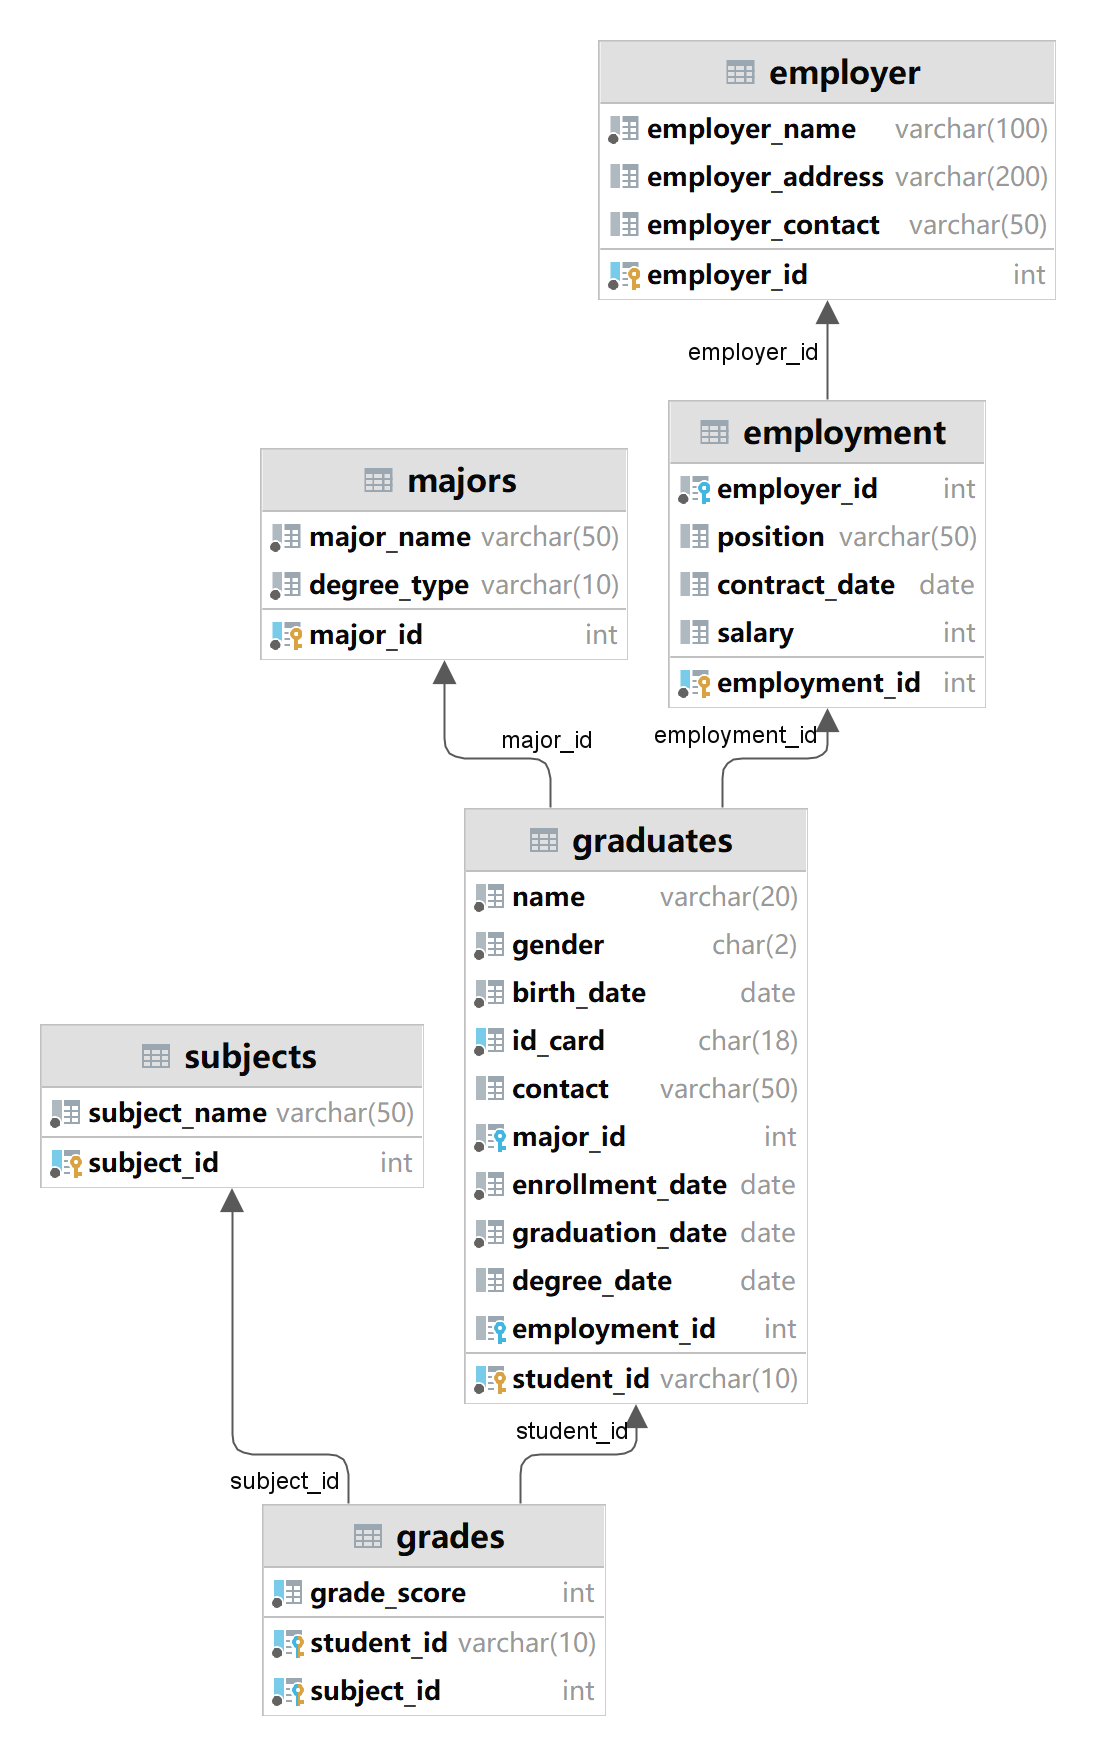 employer
employer_name varchar(100)
employer_address varchar(200)
employer_contact varchar(50)
employer_id int
employer_id
employment
employer_id int
position varchar(50)
contract_date date
salary int
employment_id int
majors
major_name varchar(50)
degree_type varchar(10)
major_id int
major_id
employment_id
graduates
name varchar(20)
gender char(2)
birth_date date
id_card char(18)
contact varchar(50)
major_id int
enrollment_date date
graduation_date date
degree_date date
employment_id int
student_id varchar(10)
subjects
subject_name varchar(50)
subject_id int
student_id
subject_id
grades
grade_score int
student_id varchar(10)
subject_id int